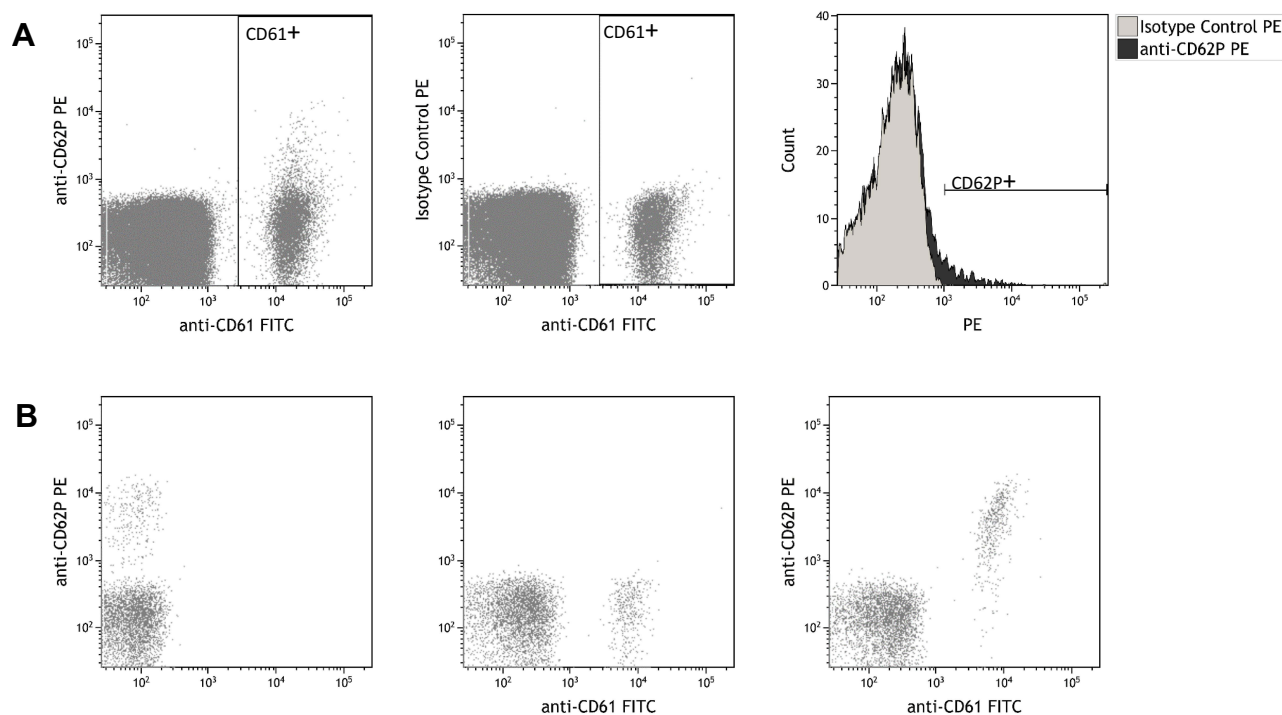 A
anti-CD62P PE
10⁵
10⁴
10³
10²
CD61+
10²
10³
10⁴
10⁵
anti-CD61 FITC
Isotype Control PE
10⁵
10⁴
10³
10²
CD61+
10²
10³
10⁴
10⁵
anti-CD61 FITC
Count
40
30
20
10
0
CD62P+
10²
10³
10⁴
10⁵
PE
Isotype Control PE
anti-CD62P PE
B
anti-CD62P PE
10⁵
10⁴
10³
10²
10²
10³
10⁴
10⁵
anti-CD62P PE
10⁵
10⁴
10³
10²
10²
10³
10⁴
10⁵
anti-CD61 FITC
anti-CD62P PE
10⁵
10⁴
10³
10²
10²
10³
10⁴
10⁵
anti-CD61 FITC